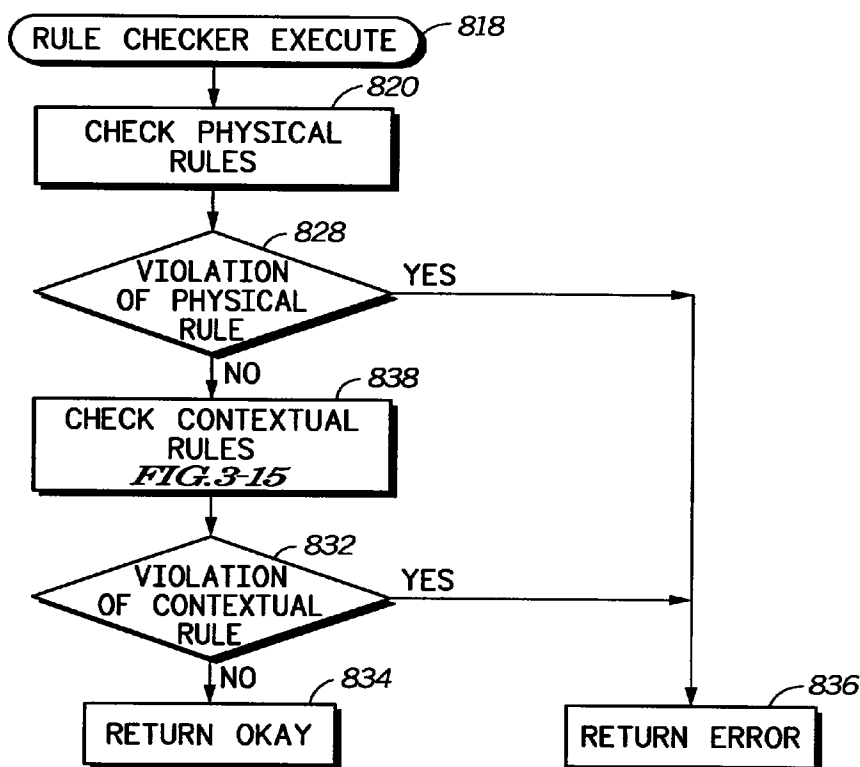 RULE CHECKER EXECUTE
818
820
CHECK PHYSICAL
RULES
828
VIOLATION
OF PHYSICAL
RULE
YES
NO
838
CHECK CONTEXTUAL
RULES
FIG.3-15
832
VIOLATION
OF CONTEXTUAL
RULE
YES
NO
834
RETURN OKAY
836
RETURN ERROR